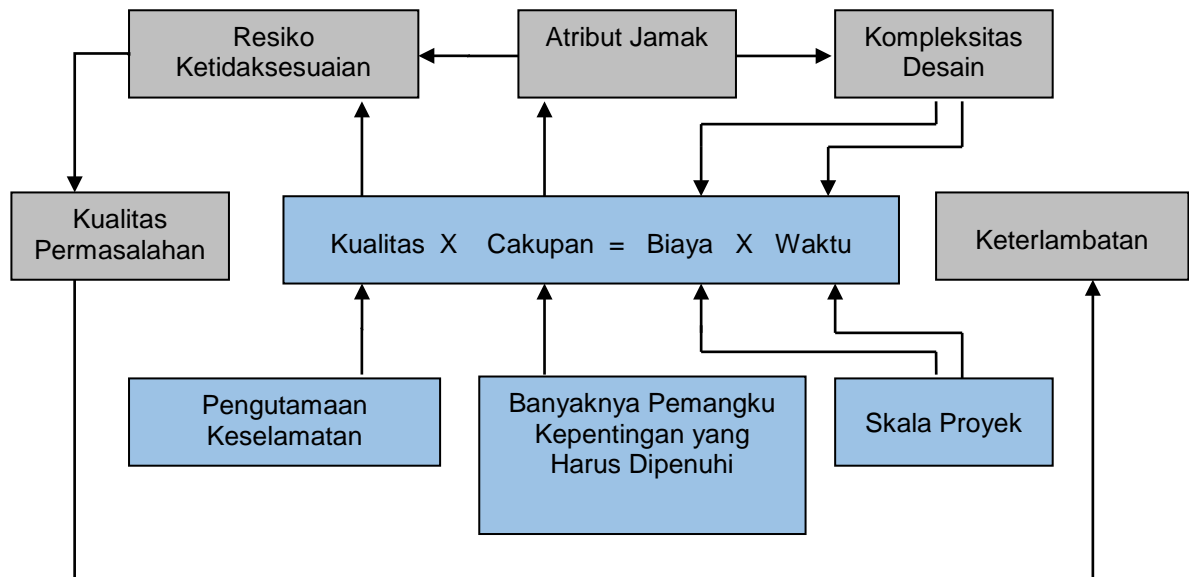 Resiko
Ketidaksesuaian
Atribut Jamak
Kompleksitas
Desain
Kualitas
Permasalahan
Kualitas X Cakupan = Biaya X Waktu
Keterlambatan
Pengutamaan
Keselamatan
Banyaknya Pemangku
Kepentingan yang
Harus Dipenuhi
Skala Proyek